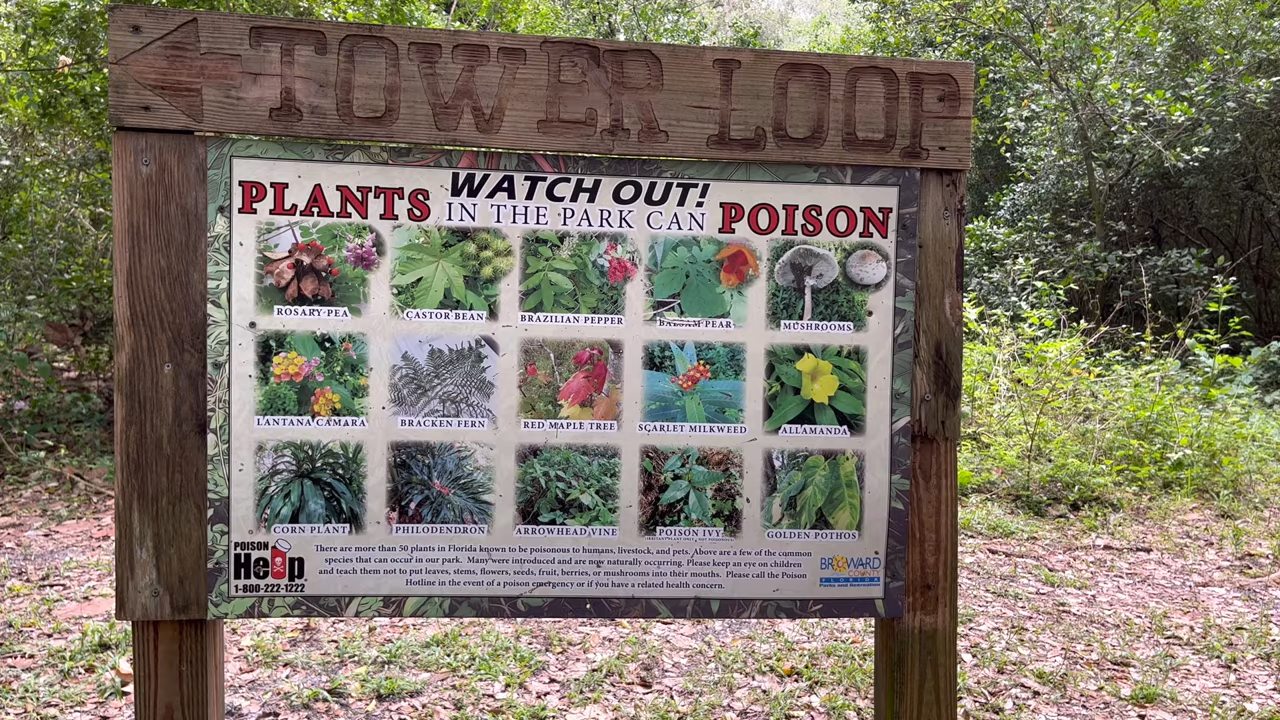 TOWER LOOP
WATCH OUT!
PLANTS IN THE PARK CAN POISON
ROSARY PEA
CASTOR BEAN
BRAZILIAN PEPPER
BALSAM PEAR
MUSHROOMS
LANTANA CAMARA
BRACKEN FERN
RED MAPLE TREE
SCARLET MILKWEED
ALLAMANDA
CORN PLANT
PHILODENDRON
ARROWHEAD VINE
POISON IVY
GOLDEN POTHOS
POISON
Help
1-800-222-1222
There are more than 50 plants in Florida known to be poisonous to humans, livestock, and pets. Above are a few of the common
species that can occur in our park. Many were introduced and are now naturally occurring. Please keep an eye on children
and teach them not to put leaves, stems, flowers, seeds, fruit, berries, or mushrooms into their mouths. Please call the Poison
Hotline in the event of a poison emergency or if you have a related health concern.
BROWARD
COUNTY
FLORIDA
Parks and Recreation